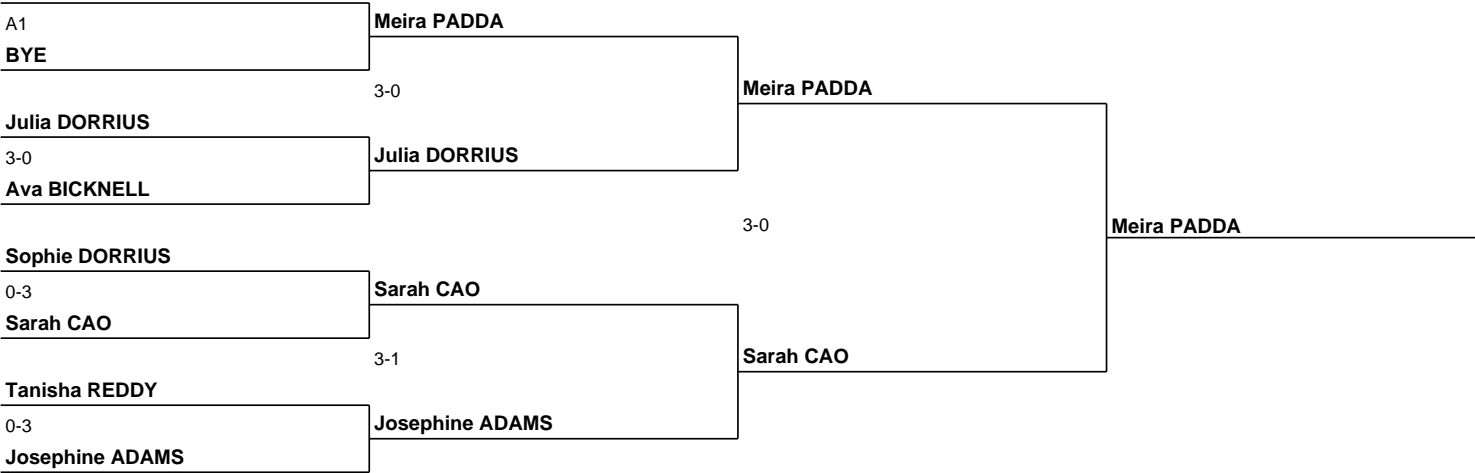 A1
BYE
Julia DORRIUS
3-0
Ava BICKNELL
Sophie DORRIUS
0-3
Sarah CAO
Tanisha REDDY
0-3
Josephine ADAMS
Meira PADDA
3-0
Julia DORRIUS
Sarah CAO
3-1
Josephine ADAMS
Meira PADDA
3-0
Sarah CAO
Meira PADDA